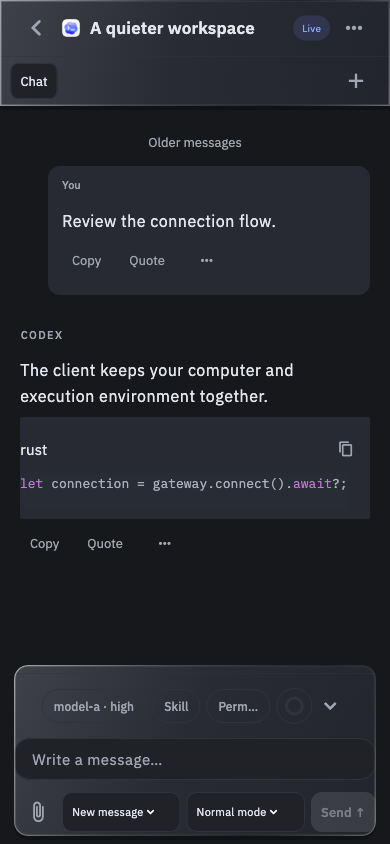 A quieter workspace
Live
Chat
Older messages
You
Review the connection flow.
Copy Quote
CODEX
The client keeps your computer and
execution environment together.
rust
let connection = gateway.connect().await?;
Copy Quote
model-a · high Skill Perm...
Write a message...
New message Normal mode Send ↑